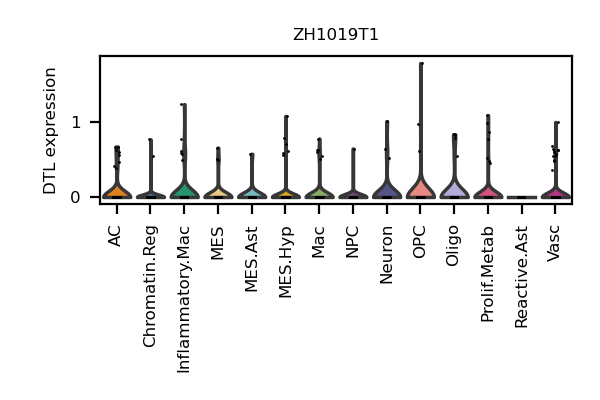 ZH1019T1
DTL expression
1
0
AC
Chromatin.Reg
Inflammatory.Mac
MES
MES.Ast
MES.Hyp
Mac
NPC
Neuron
OPC
Oligo
Prolif.Metab
Reactive.Ast
Vasc